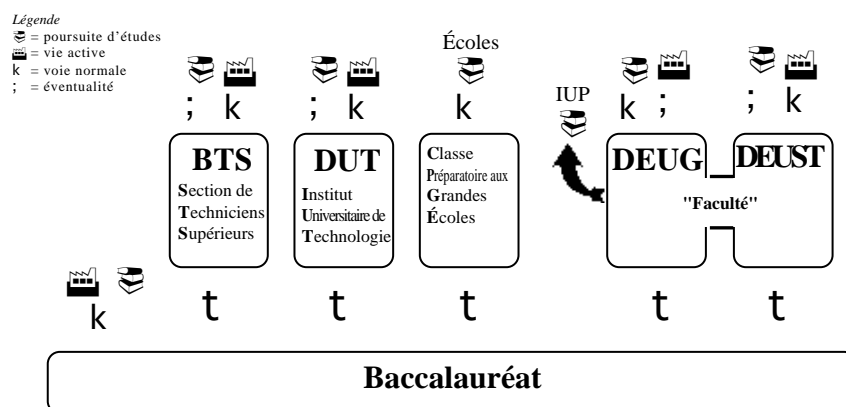 Légende
= poursuite d'études
= vie active
k = voie normale
; = éventualité
Écoles
IUP
; k
; k
k
k ;
; k
BTS
Section de
Techniciens
Supérieurs
DUT
Institut
Universitaire de
Technologie
Classe
Préparatoire aux
Grandes
Écoles
DEUG
DEUST
"Faculté"
k
t t t t t
Baccalauréat